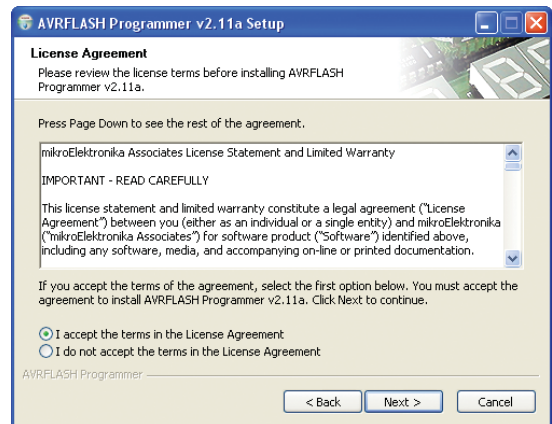 AVRFLASH Programmer v2.11a Setup
License Agreement
Please review the license terms before installing AVRFLASH
Programmer v2.11a.
Press Page Down to see the rest of the agreement.
mikroElektronika Associates License Statement and Limited Warranty
IMPORTANT - READ CAREFULLY
This license statement and limited warranty constitute a legal agreement (“License
Agreement”) between you (either as an individual or a single entity) and mikroElektronika
(“mikroElektronika Associates”) for software product (“Software”) identified above,
including any software, media, and accompanying on-line or printed documentation.
If you accept the terms of the agreement, select the first option below. You must accept the
agreement to install AVRFLASH Programmer v2.11a. Click Next to continue.
I accept the terms in the License Agreement
I do not accept the terms in the License Agreement
AVRFLASH Programmer
< Back Next > Cancel